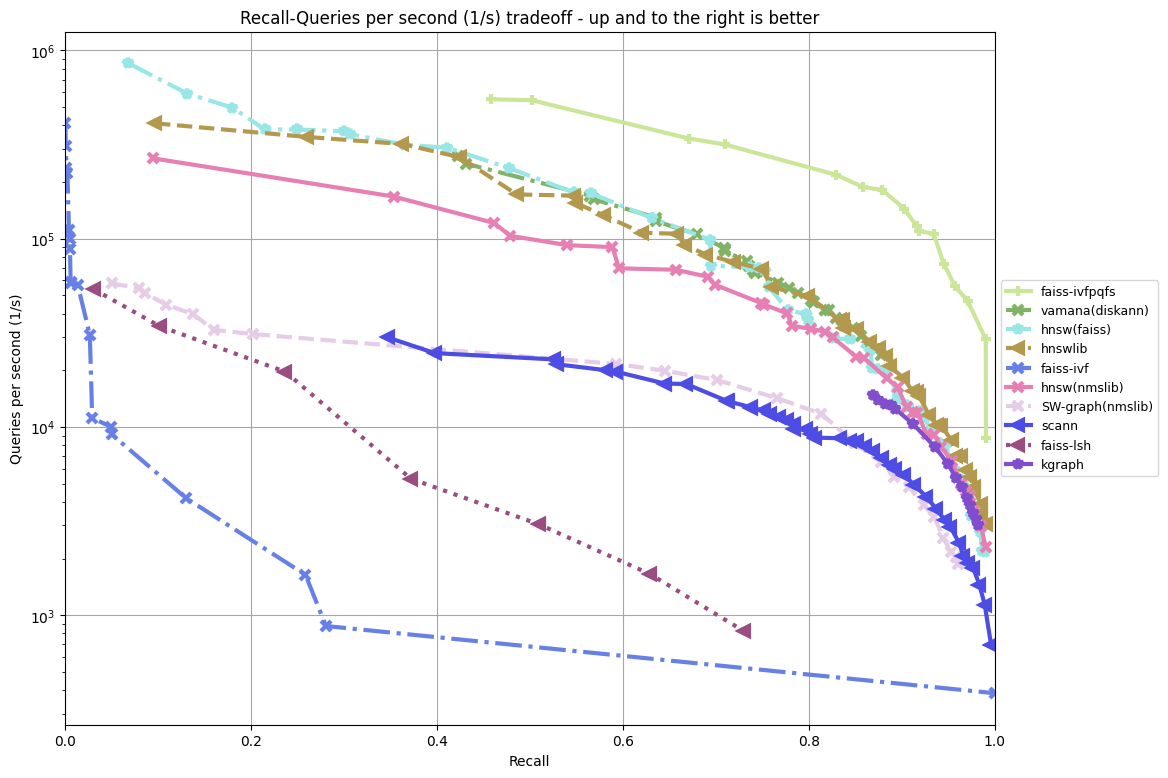 Recall-Queries per second (1/s) tradeoff - up and to the right is better
Queries per second (1/s)
10^6
10^5
10^4
10^3
0.0 0.2 0.4 0.6 0.8 1.0
Recall
faiss-ivfpqfs
vamana(diskann)
hnsw(faiss)
hnswlib
faiss-ivf
hnsw(nmslib)
SW-graph(nmslib)
scann
faiss-lsh
kgraph